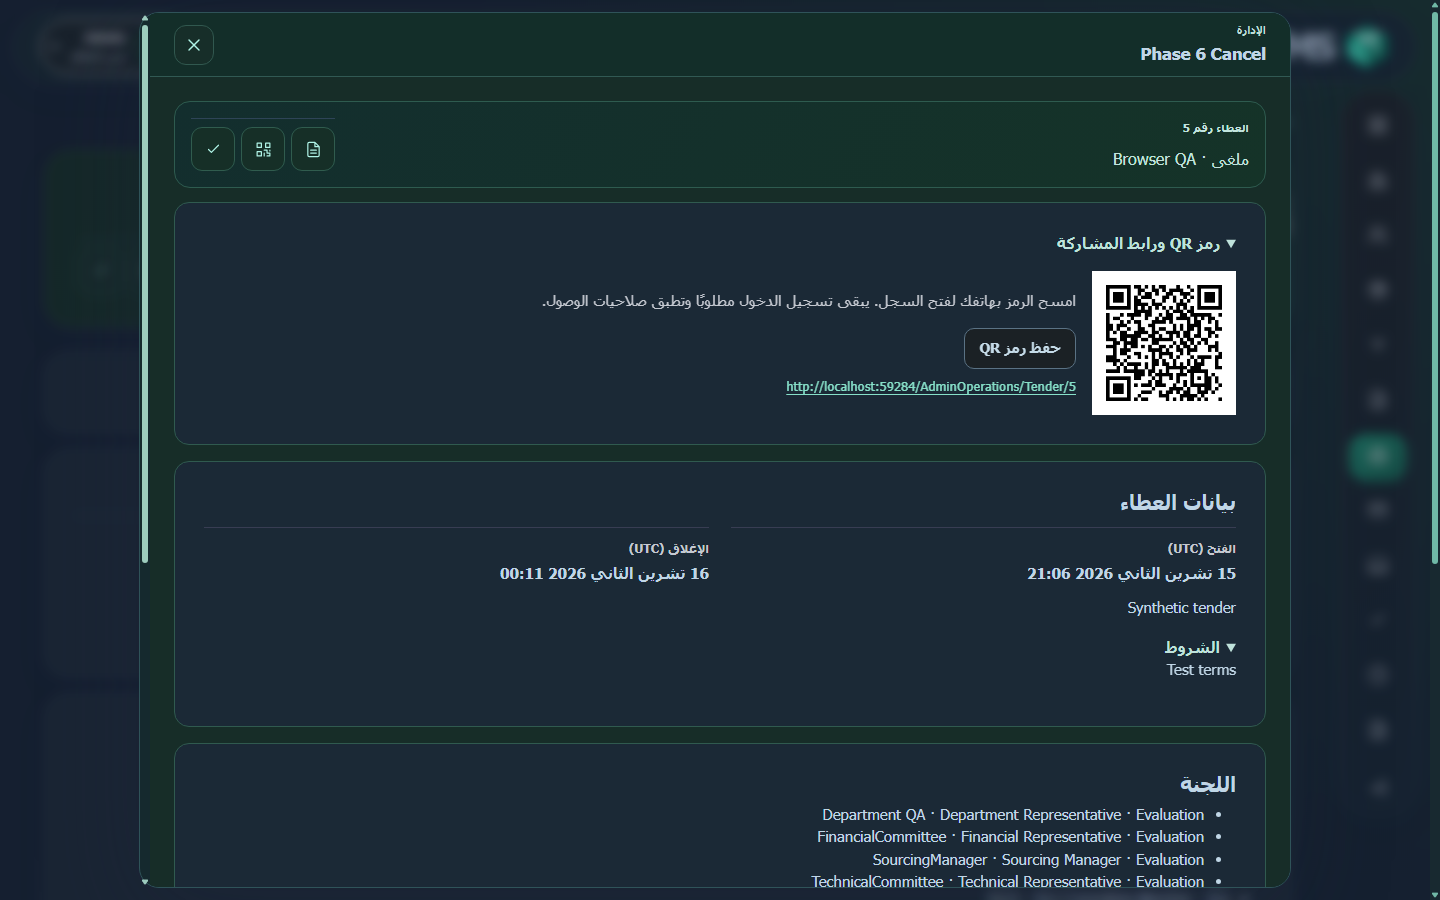 الإدارة
Phase 6 Cancel
العطاء رقم 5
ملغى · Browser QA
▼ رمز QR ورابط المشاركة
امسح الرمز بهاتفك لفتح السجل. يبقى تسجيل الدخول مطلوبًا وتطبق صلاحيات الوصول.
حفظ رمز QR
http://localhost:59284/AdminOperations/Tender/5
بيانات العطاء
الفتح (UTC)
15 تشرين الثاني 2026 21:06
الإغلاق (UTC)
16 تشرين الثاني 2026 00:11
Synthetic tender
▼ الشروط
Test terms
اللجنة
• Department QA · Department Representative · Evaluation
• FinancialCommittee · Financial Representative · Evaluation
• SourcingManager · Sourcing Manager · Evaluation
• TechnicalCommittee · Technical Representative · Evaluation